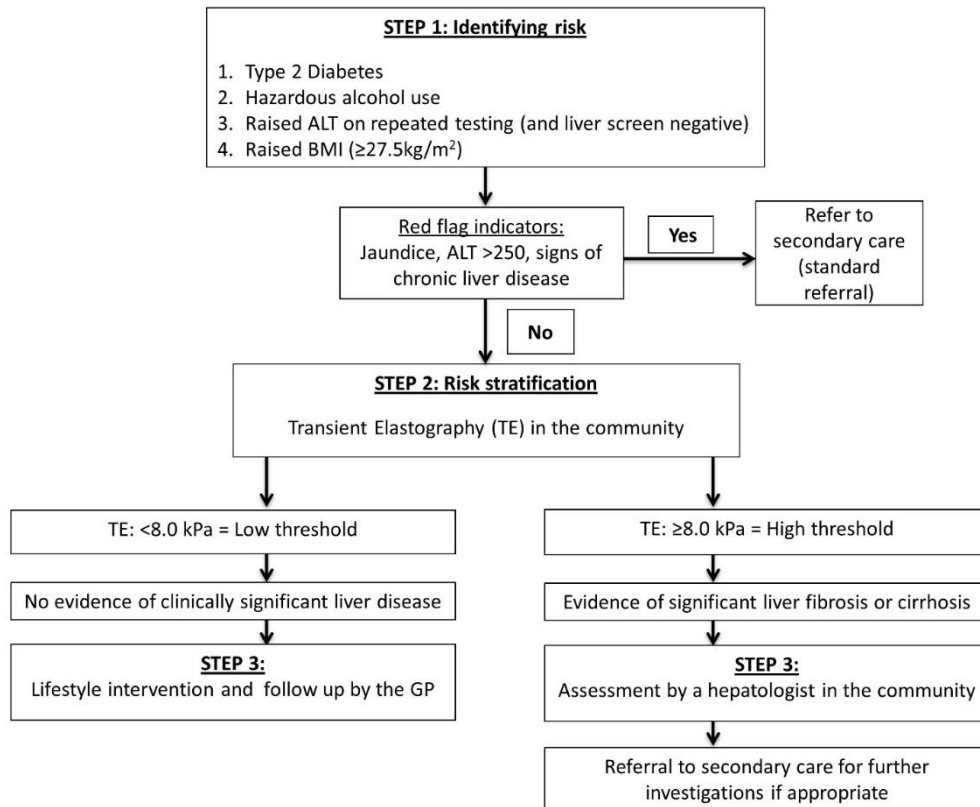 STEP 1: Identifying risk
1. Type 2 Diabetes
2. Hazardous alcohol use
3. Raised ALT on repeated testing (and liver screen negative)
4. Raised BMI (≥27.5kg/m²)
Red flag indicators:
Jaundice, ALT >250, signs of
chronic liver disease
Yes
Refer to
secondary care
(standard
referral)
No
STEP 2: Risk stratification
Transient Elastography (TE) in the community
TE: <8.0 kPa = Low threshold
TE: ≥8.0 kPa = High threshold
No evidence of clinically significant liver disease
Evidence of significant liver fibrosis or cirrhosis
STEP 3:
Lifestyle intervention and follow up by the GP
STEP 3:
Assessment by a hepatologist in the community
Referral to secondary care for further
investigations if appropriate